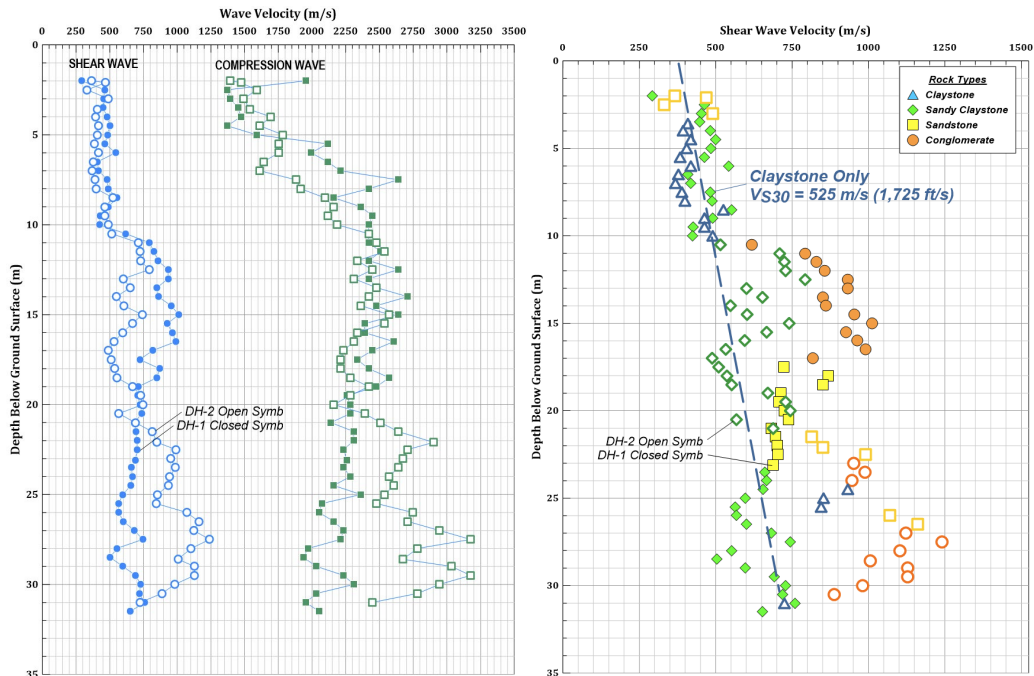 Wave Velocity (m/s)
0 250 500 750 1000 1250 1500 1750 2000 2250 2500 2750 3000 3250 3500
SHEAR WAVE
COMPRESSION WAVE
Depth Below Ground Surface (m)
0
5
10
15
20
25
30
35
DH-2 Open Symb
DH-1 Closed Symb
Shear Wave Velocity (m/s)
0 250 500 750 1000 1250 1500
Depth Below Ground Surface (m)
0
5
10
15
20
25
30
35
Rock Types
Claystone
Sandy Claystone
Sandstone
Conglomerate
Claystone Only
VS30 = 525 m/s (1,725 ft/s)
DH-2 Open Symb
DH-1 Closed Symb